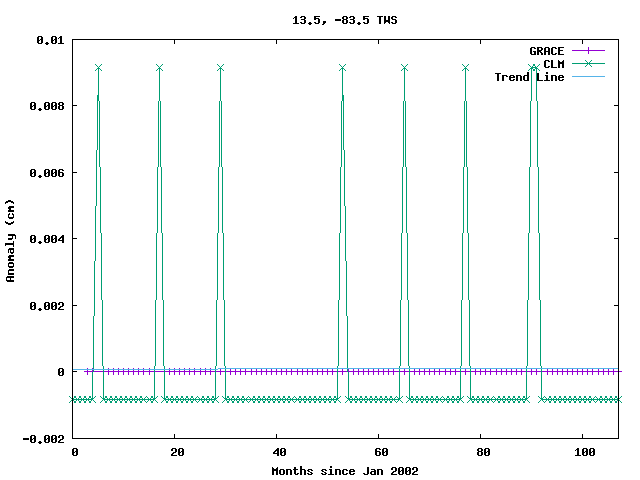 13.5, -83.5 TWS
GRACE
CLM
Trend Line
0.01
0.008
0.006
0.004
0.002
0
-0.002
Anomaly (cm)
0 20 40 60 80 100
Months since Jan 2002